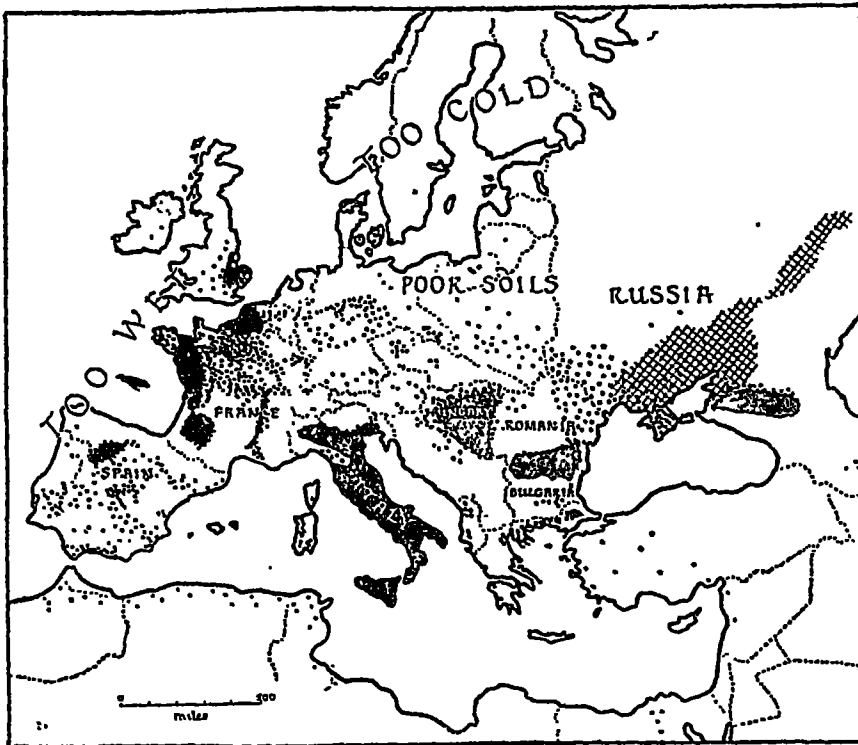 TOO COLD
POOR SOILS
RUSSIA
TOO WET
FRANCE
ROMANIA
SPAIN
BULGARIA
miles